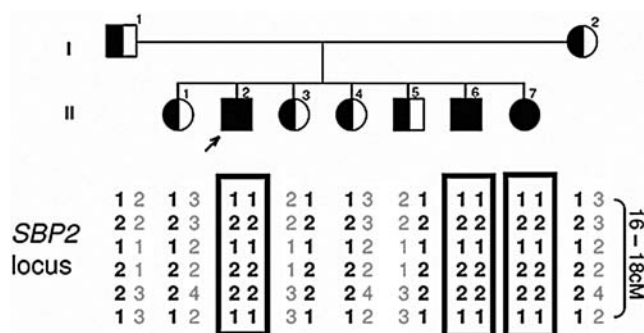 I 1 2
II 1 2 3 4 5 6 7
1 2 1 3 1 1 2 1 1 3 2 1 1 1 1 1 1 3
2 2 2 3 2 2 2 2 2 3 2 2 2 2 2 2 2 3
SBP2 1 1 1 2 1 1 1 1 1 2 1 1 1 1 1 1 1 2 16 – 18cM
locus 2 1 2 2 2 2 1 2 2 2 1 2 2 2 2 2 2 2
2 3 2 4 2 2 3 2 2 4 3 2 2 2 2 2 2 4
1 3 1 2 1 1 3 1 1 2 3 1 1 1 1 1 1 2